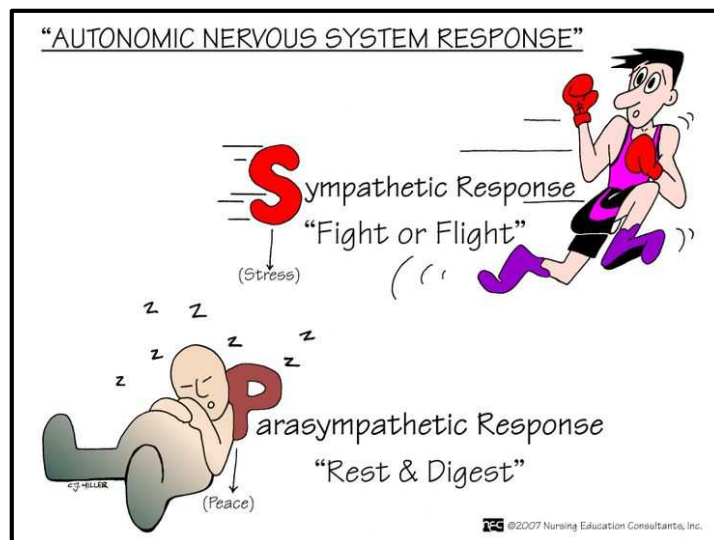 "AUTONOMIC NERVOUS SYSTEM RESPONSE"
Sympathetic Response
"Fight or Flight"
(Stress)
z z z z z z z
Parasympathetic Response
"Rest & Digest"
(Peace)
C.J. MILLER
NEC ©2007 Nursing Education Consultants, Inc.